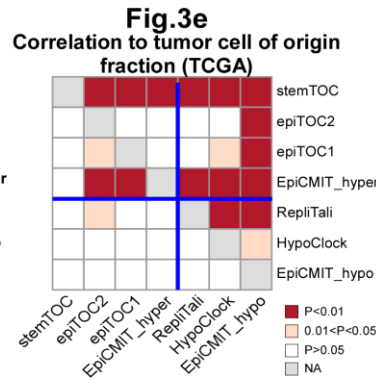 Fig.3e
Correlation to tumor cell of origin
fraction (TCGA)
stemTOC
epiTOC2
epiTOC1
EpiCMIT_hyper
RepliTali
HypoClock
EpiCMIT_hypo
stemTOC
epiTOC2
epiTOC1
EpiCMIT_hyper
RepliTali
HypoClock
EpiCMIT_hypo
P<0.01
0.01<P<0.05
P>0.05
NA